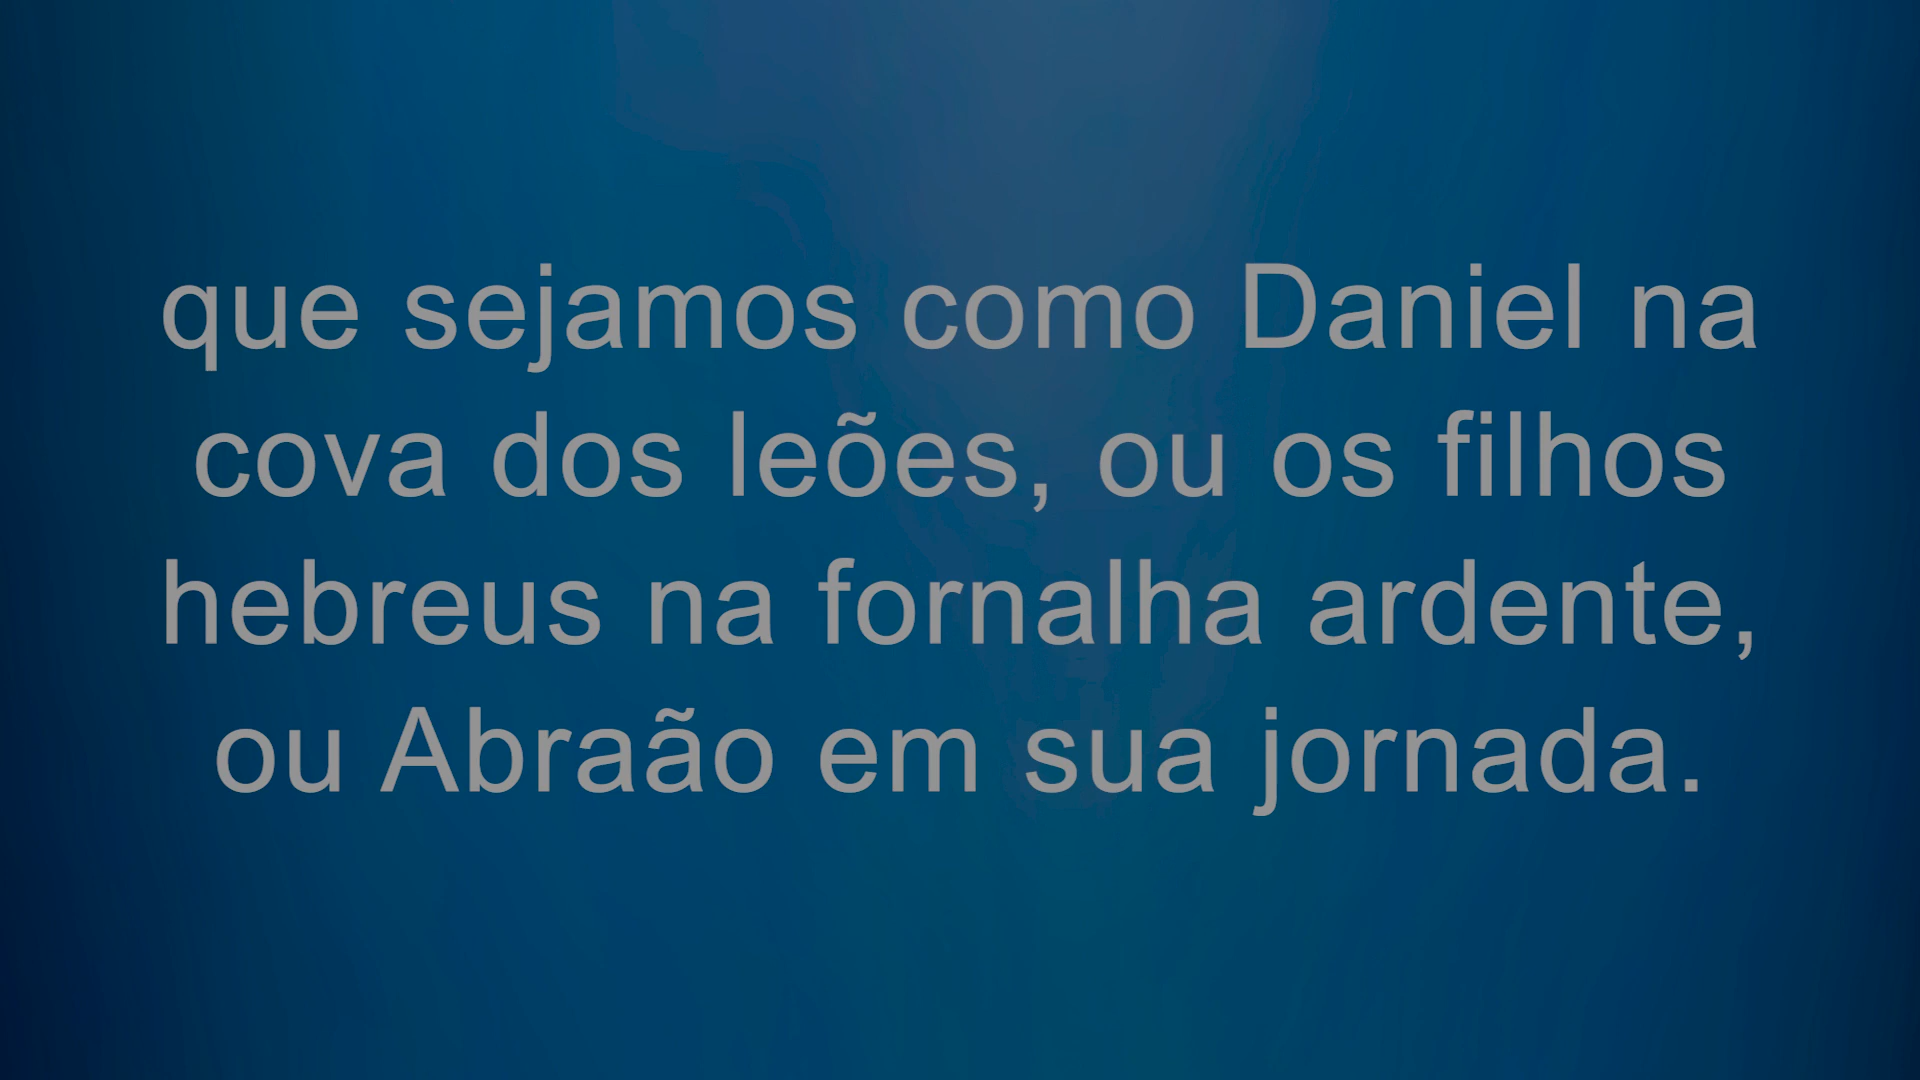 que sejamos como Daniel na
cova dos leões, ou os filhos
hebreus na fornalha ardente,
ou Abraão em sua jornada.